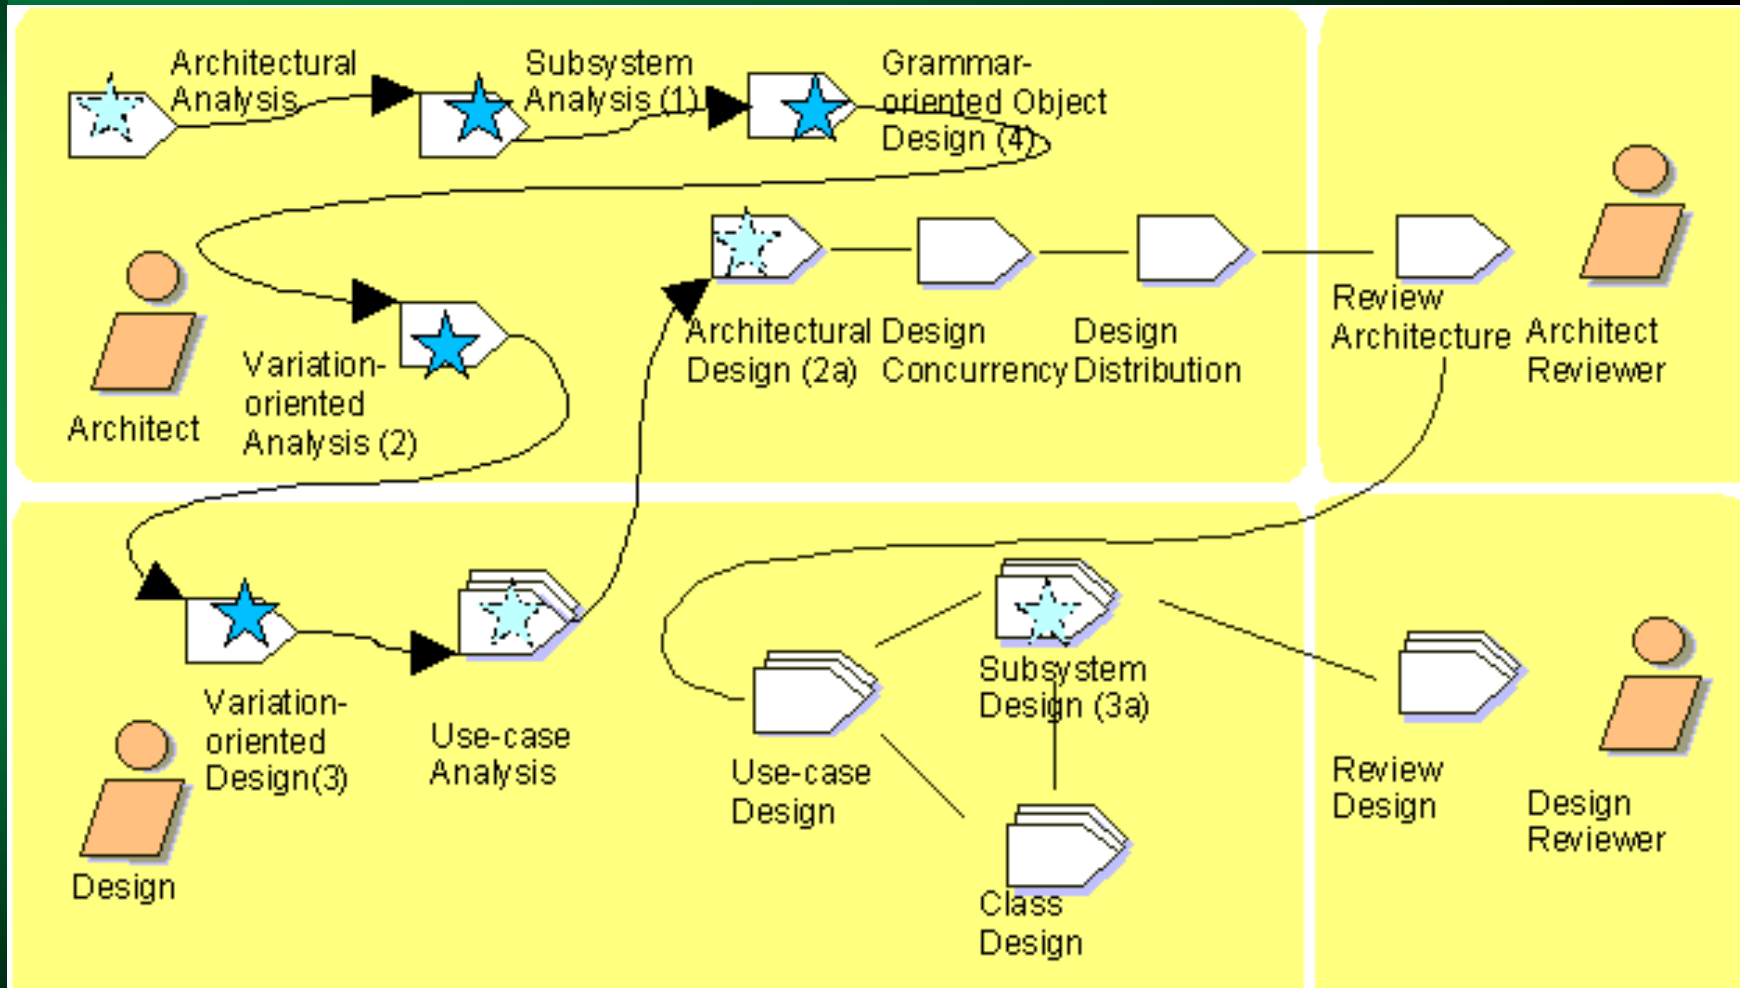 Architectural
Analysis
Subsystem
Analysis (1)
Grammar-
oriented Object
Design (4)
Architect
Variation-
oriented
Analysis (2)
Architectural
Design (2a)
Design
Concurrency
Design
Distribution
Review
Architecture
Architect
Reviewer
Design
Variation-
oriented
Design(3)
Use-case
Analysis
Use-case
Design
Subsystem
Design (3a)
Class
Design
Review
Design
Design
Reviewer